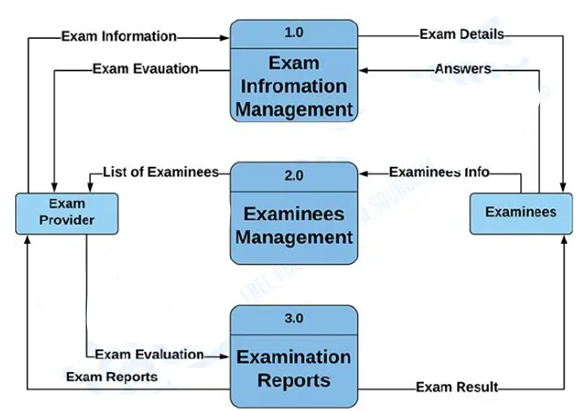 1.0
Exam Information
Exam Details
Exam Evauation
Exam
Infromation
Management
Answers
List of Examinees
2.0
Examinees Info
Exam
Provider
Examinees
Management
Examinees
3.0
Exam Evaluation
Examination
Reports
Exam Reports
Exam Result